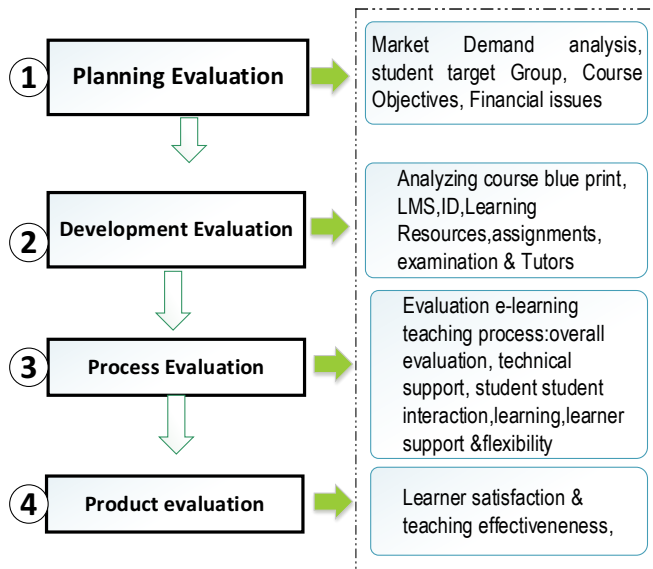 1
Planning Evaluation
Market Demand analysis,
student target Group, Course
Objectives, Financial issues
2
Development Evaluation
Analyzing course blue print,
LMS,ID,Learning
Resources,assignments,
examination & Tutors
3
Process Evaluation
Evaluation e-learning
teaching process:overall
evaluation, technical
support, student student
interaction,learning,learner
support &flexibility
4
Product evaluation
Learner satisfaction &
teaching effectiveneness,